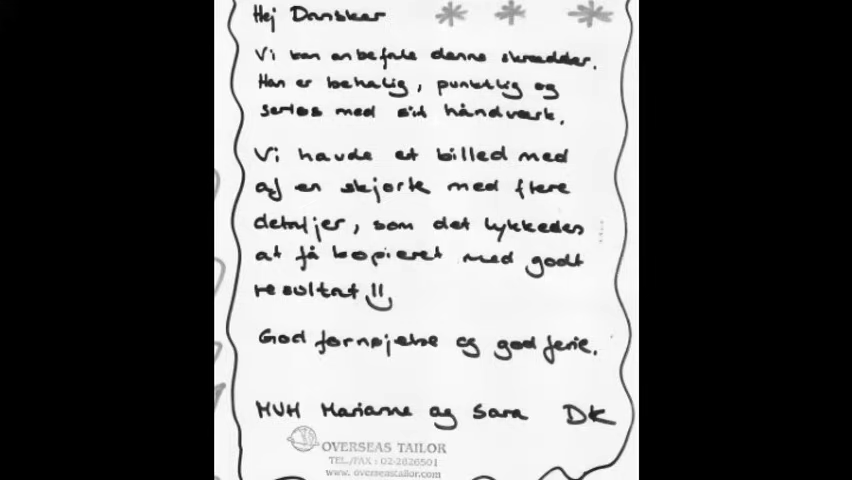 Hej Dansker
Vi kan anbefale denne skrædder.
Han er behalig, punktlig og
seriøs med sit håndværk.
Vi havde et billed med
af en skjorte med flere
detaljer, som det lykkedes
at få kopieret med godt
resultat !!
God fornøjelse og god ferie.
MVH Marianne og Sara DK
OVERSEAS TAILOR
TEL./FAX : 02-2826501
www. overseastailor.com